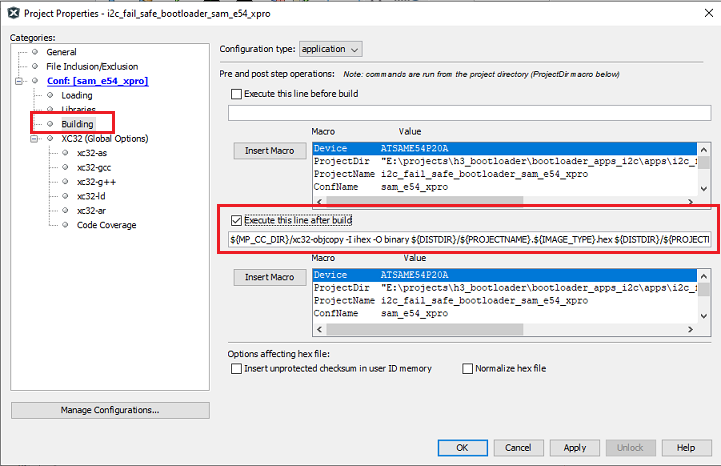 Project Properties - i2c_fail_safe_bootloader_sam_e54_xpro
Categories:
General
File Inclusion/Exclusion
Conf: [sam_e54_xpro]
Loading
Libraries
Building
XC32 (Global Options)
xc32-as
xc32-gcc
xc32-g++
xc32-ld
xc32-ar
Code Coverage
Manage Configurations...
Configuration type: application
Pre and post step operations: Note: commands are run from the project directory (ProjectDir macro below)
Execute this line before build
Insert Macro
Macro Value
Device ATSAME54P20A
ProjectDir "E:\projects\h3_bootloader\bootloader_apps_i2c\apps\i2c_f
ProjectName i2c_fail_safe_bootloader_sam_e54_xpro
ConfName sam_e54_xpro
Execute this line after build
${MP_CC_DIR}/xc32-objcopy -I ihex -O binary ${DISTDIR}/${PROJECTNAME}.${IMAGE_TYPE}.hex ${DISTDIR}/${PROJECT
Insert Macro
Macro Value
Device ATSAME54P20A
ProjectDir "E:\projects\h3_bootloader\bootloader_apps_i2c\apps\i2c_f
ProjectName i2c_fail_safe_bootloader_sam_e54_xpro
ConfName sam_e54_xpro
Options affecting hex file:
Insert unprotected checksum in user ID memory Normalize hex file
OK Cancel Apply Unlock Help